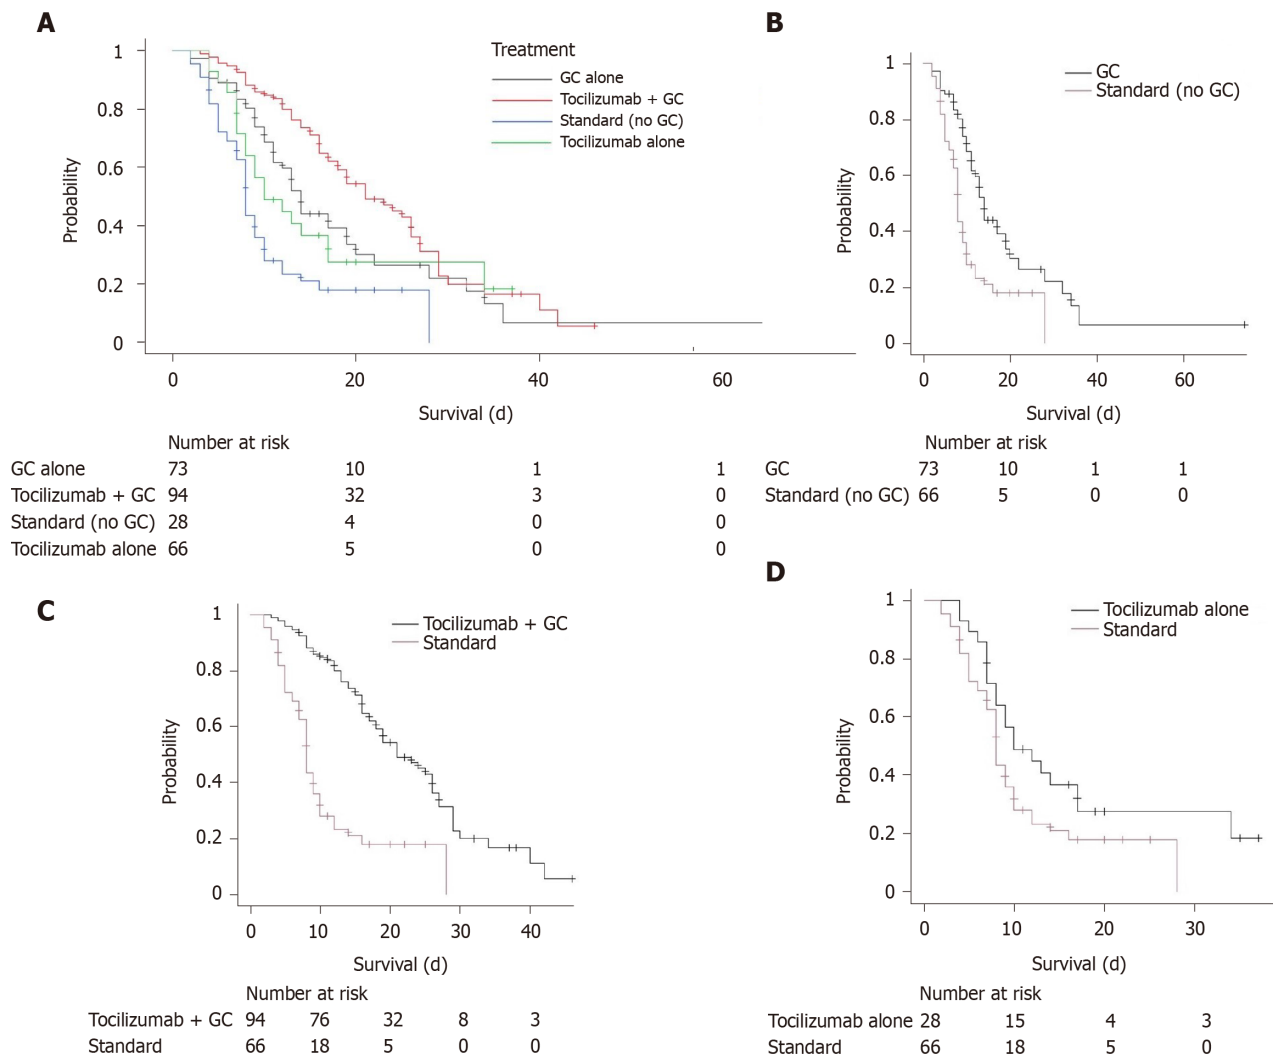 A
Treatment
GC alone
Tocilizumab + GC
Standard (no GC)
Tocilizumab alone
1
0.8
0.6
0.4
0.2
0
Probability
0 20 40 60
Survival (d)
Number at risk
GC alone 73 10 1 1
Tocilizumab + GC 94 32 3 0
Standard (no GC) 28 4 0 0
Tocilizumab alone 66 5 0 0
B
GC
Standard (no GC)
1
0.8
0.6
0.4
0.2
0
Probability
0 20 40 60
Survival (d)
Number at risk
GC 73 10 1 1
Standard (no GC) 66 5 0 0
C
Tocilizumab + GC
Standard
1
0.8
0.6
0.4
0.2
0
Probability
0 10 20 30 40
Survival (d)
Number at risk
Tocilizumab + GC 94 76 32 8 3
Standard 66 18 5 0 0
D
Tocilizumab alone
Standard
1
0.8
0.6
0.4
0.2
0
Probability
0 10 20 30
Survival (d)
Number at risk
Tocilizumab alone 28 15 4 3
Standard 66 18 5 0